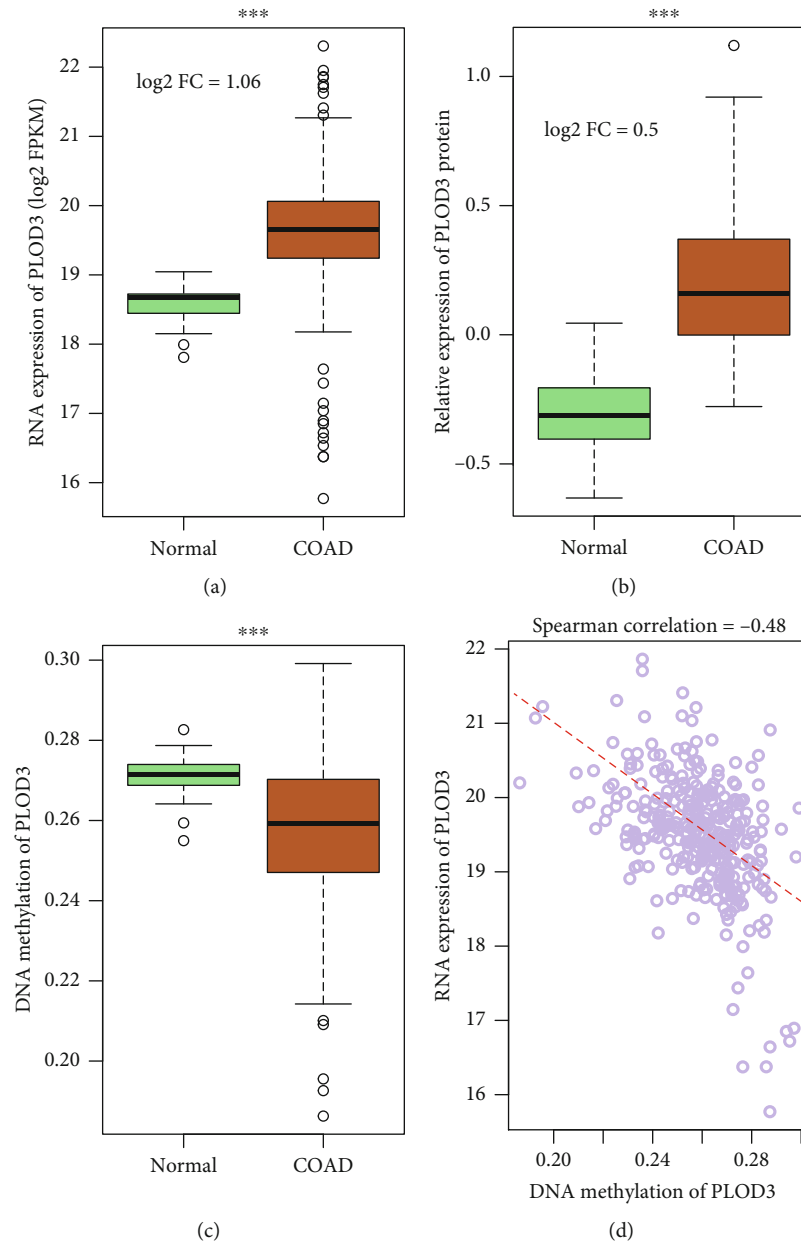 ***
log2 FC = 1.06
RNA expression of PLOD3 (log2 FPKM)
22
21
20
19
18
17
16
Normal COAD
(a)
***
log2 FC = 0.5
Relative expression of PLOD3 protein
1.0
0.5
0.0
–0.5
Normal COAD
(b)
***
DNA methylation of PLOD3
0.30
0.28
0.26
0.24
0.22
0.20
Normal COAD
(c)
Spearman correlation = –0.48
RNA expression of PLOD3
22
21
20
19
18
17
16
0.20 0.24 0.28
DNA methylation of PLOD3
(d)